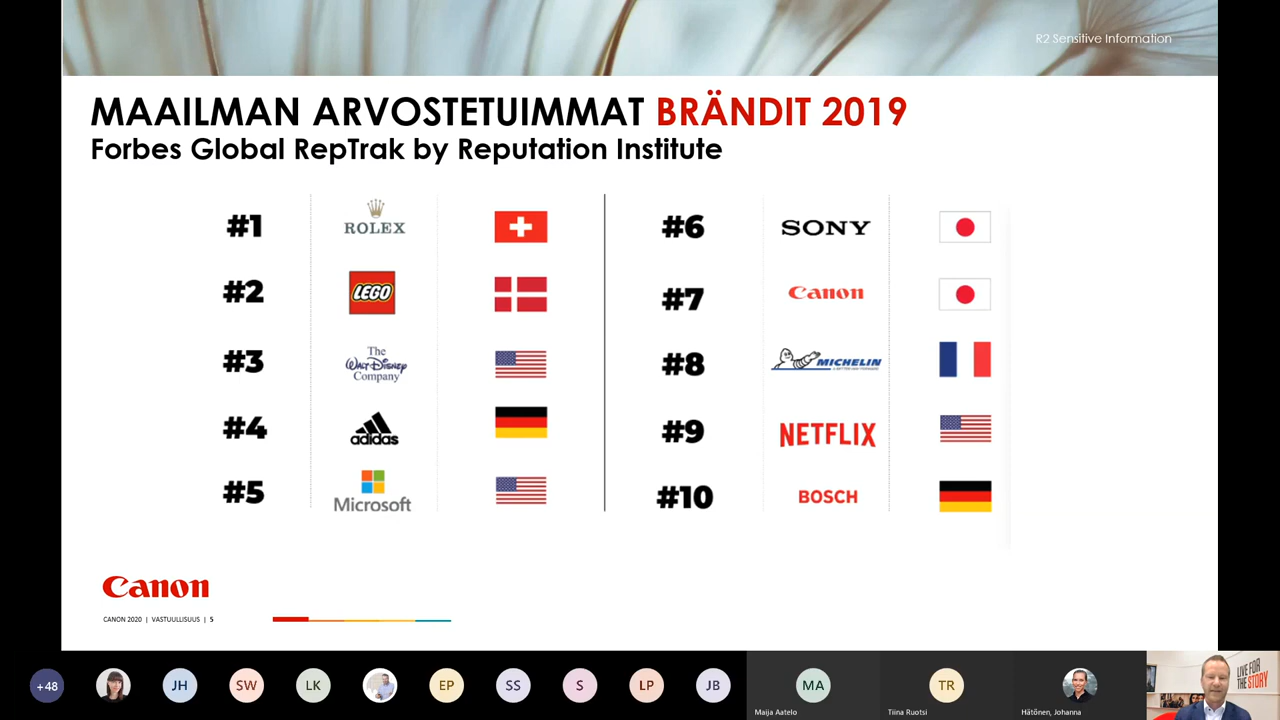 R2 Sensitive Information
MAAILMAN ARVOSTETUIMMAT BRÄNDIT 2019
Forbes Global RepTrak by Reputation Institute
#1 ROLEX
#2 LEGO
#3 The
WALT DISNEY
Company
#4 adidas
#5 Microsoft
#6 SONY
#7 Canon
#8 MICHELIN
#9 NETFLIX
#10 BOSCH
Canon
CANON 2020 | VASTUULLISUUS | 5
+48
JH
SW
LK
EP
SS
S
LP
JB
MA
Maija Aatelo
TR
Tiina Ruotsi
Hätönen, Johanna
LIVE FOR
THE STORY